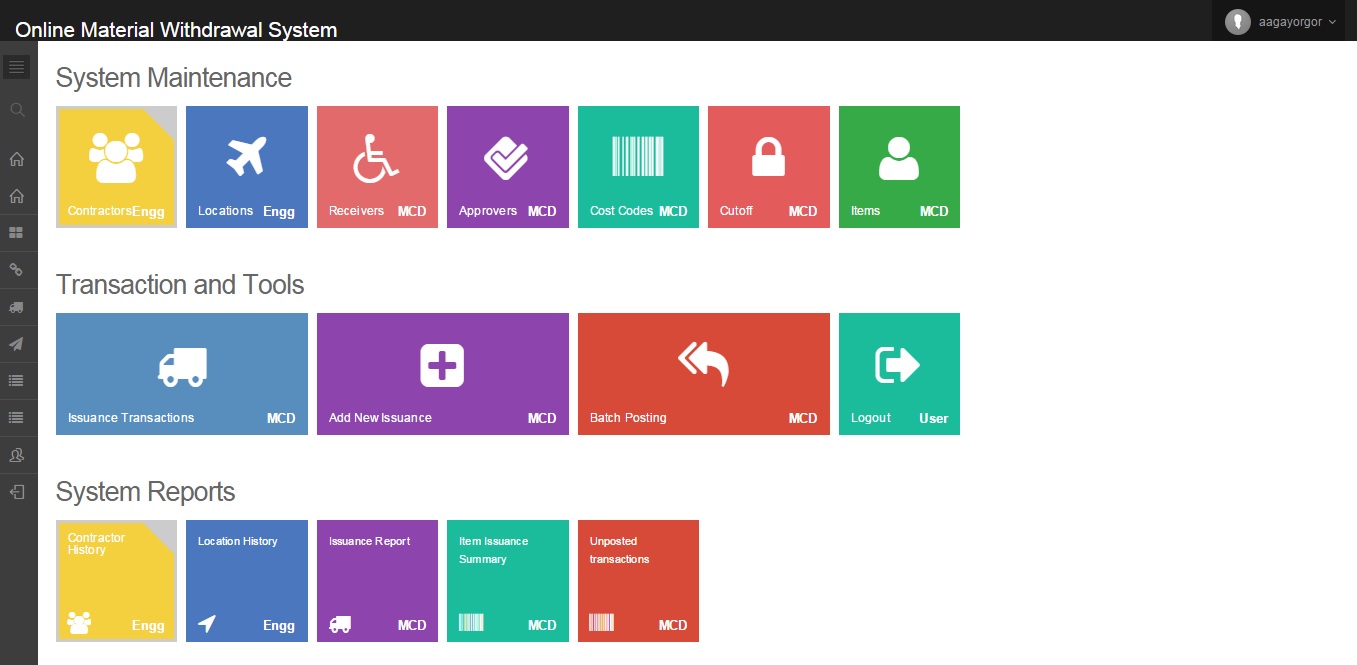 Online Material Withdrawal System
aagayorgor
System Maintenance
Contractors Engg
Locations Engg
Receivers MCD
Approvers MCD
Cost Codes MCD
Cutoff MCD
Items MCD
Transaction and Tools
Issuance Transactions MCD
Add New Issuance MCD
Batch Posting MCD
Logout User
System Reports
Contractor
History
Engg
Location History
Engg
Issuance Report
MCD
Item Issuance
Summary
MCD
Unposted
transactions
MCD